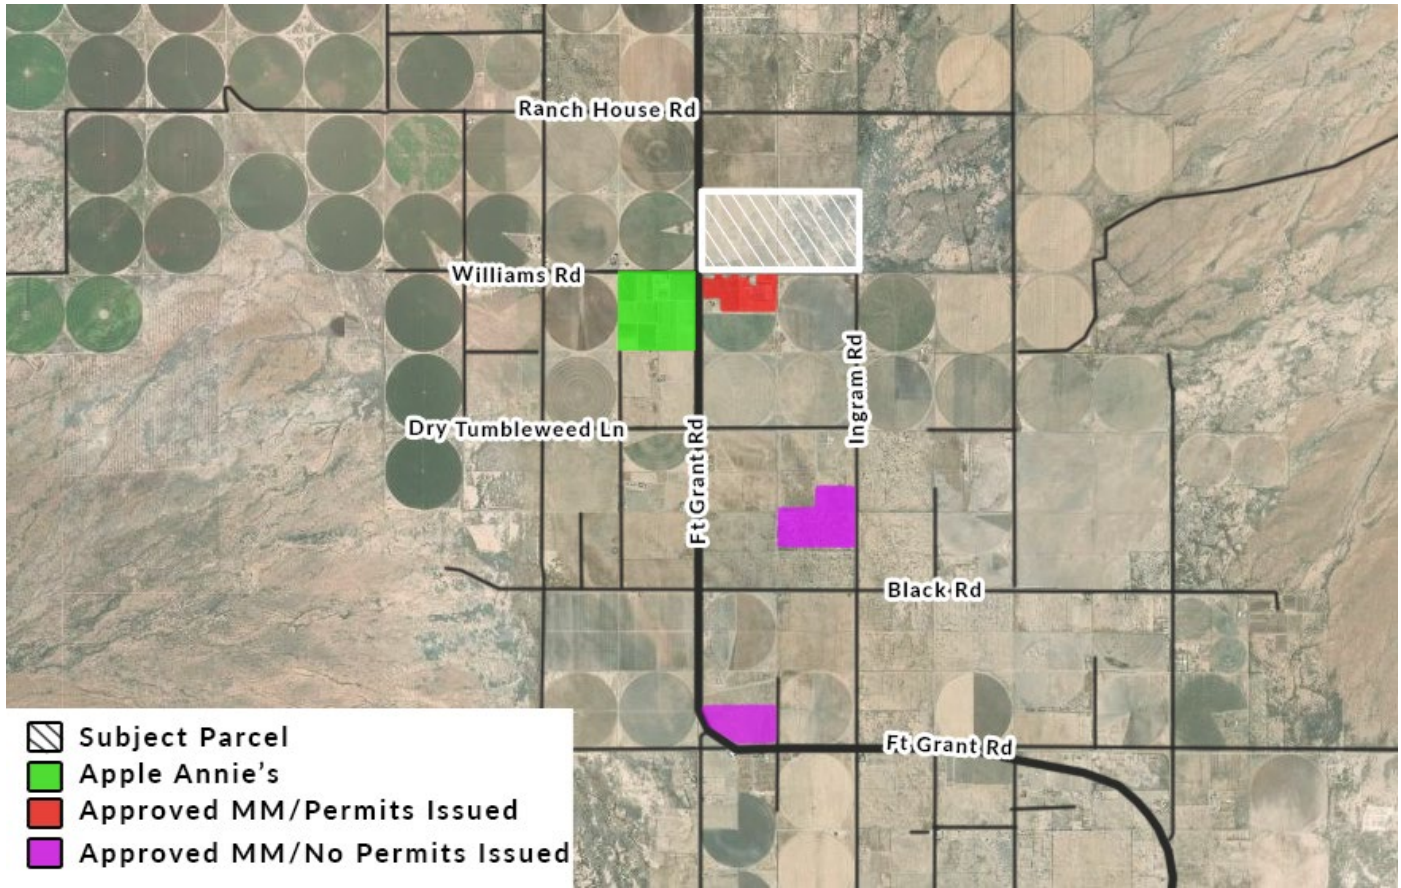 Ranch House Rd
Williams Rd
Ingram Rd
Dry Tumbleweed Ln
Ft Grant Rd
Black Rd
Ft Grant Rd
Subject Parcel
Apple Annie's
Approved MM/Permits Issued
Approved MM/No Permits Issued